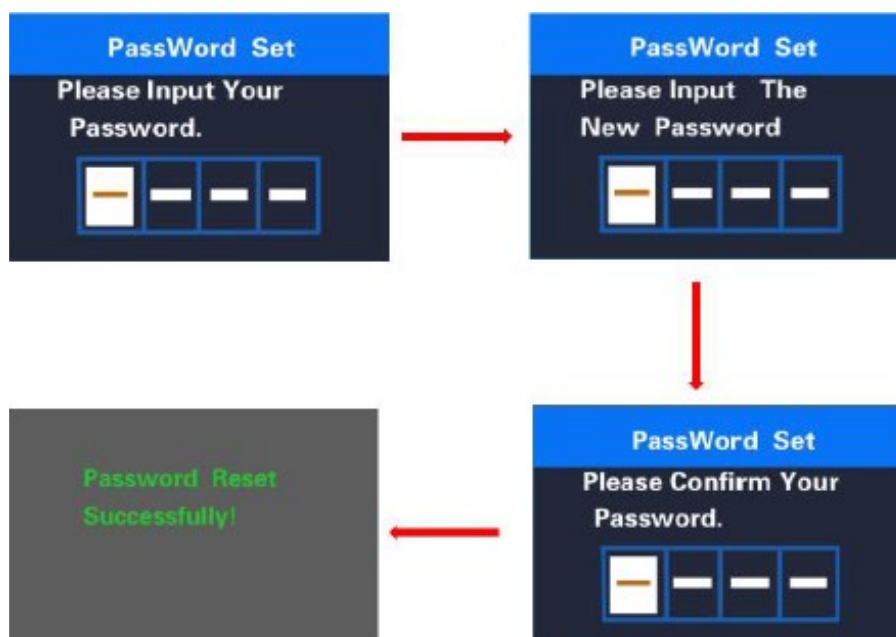 PassWord Set
Please Input Your
Password.
PassWord Set
Please Input The
New Password
PassWord Set
Please Confirm Your
Password.
Password Reset
Successfully!